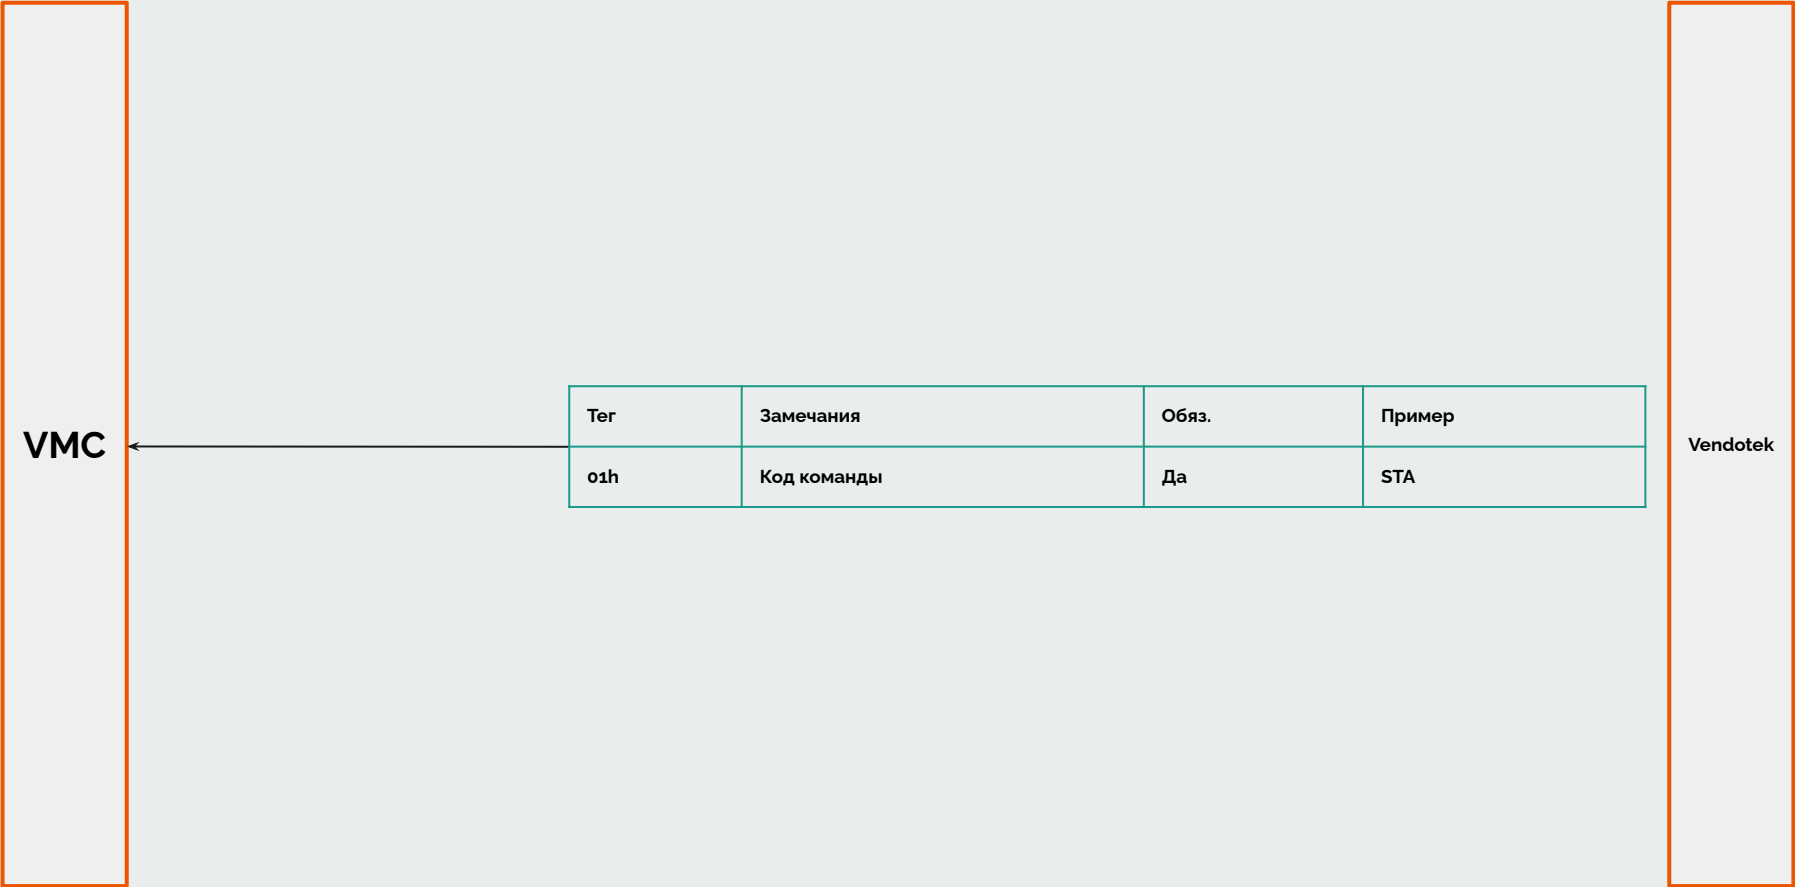 VMC
Тег Замечания Обяз. Пример
01h Код команды Да STA
Vendotek